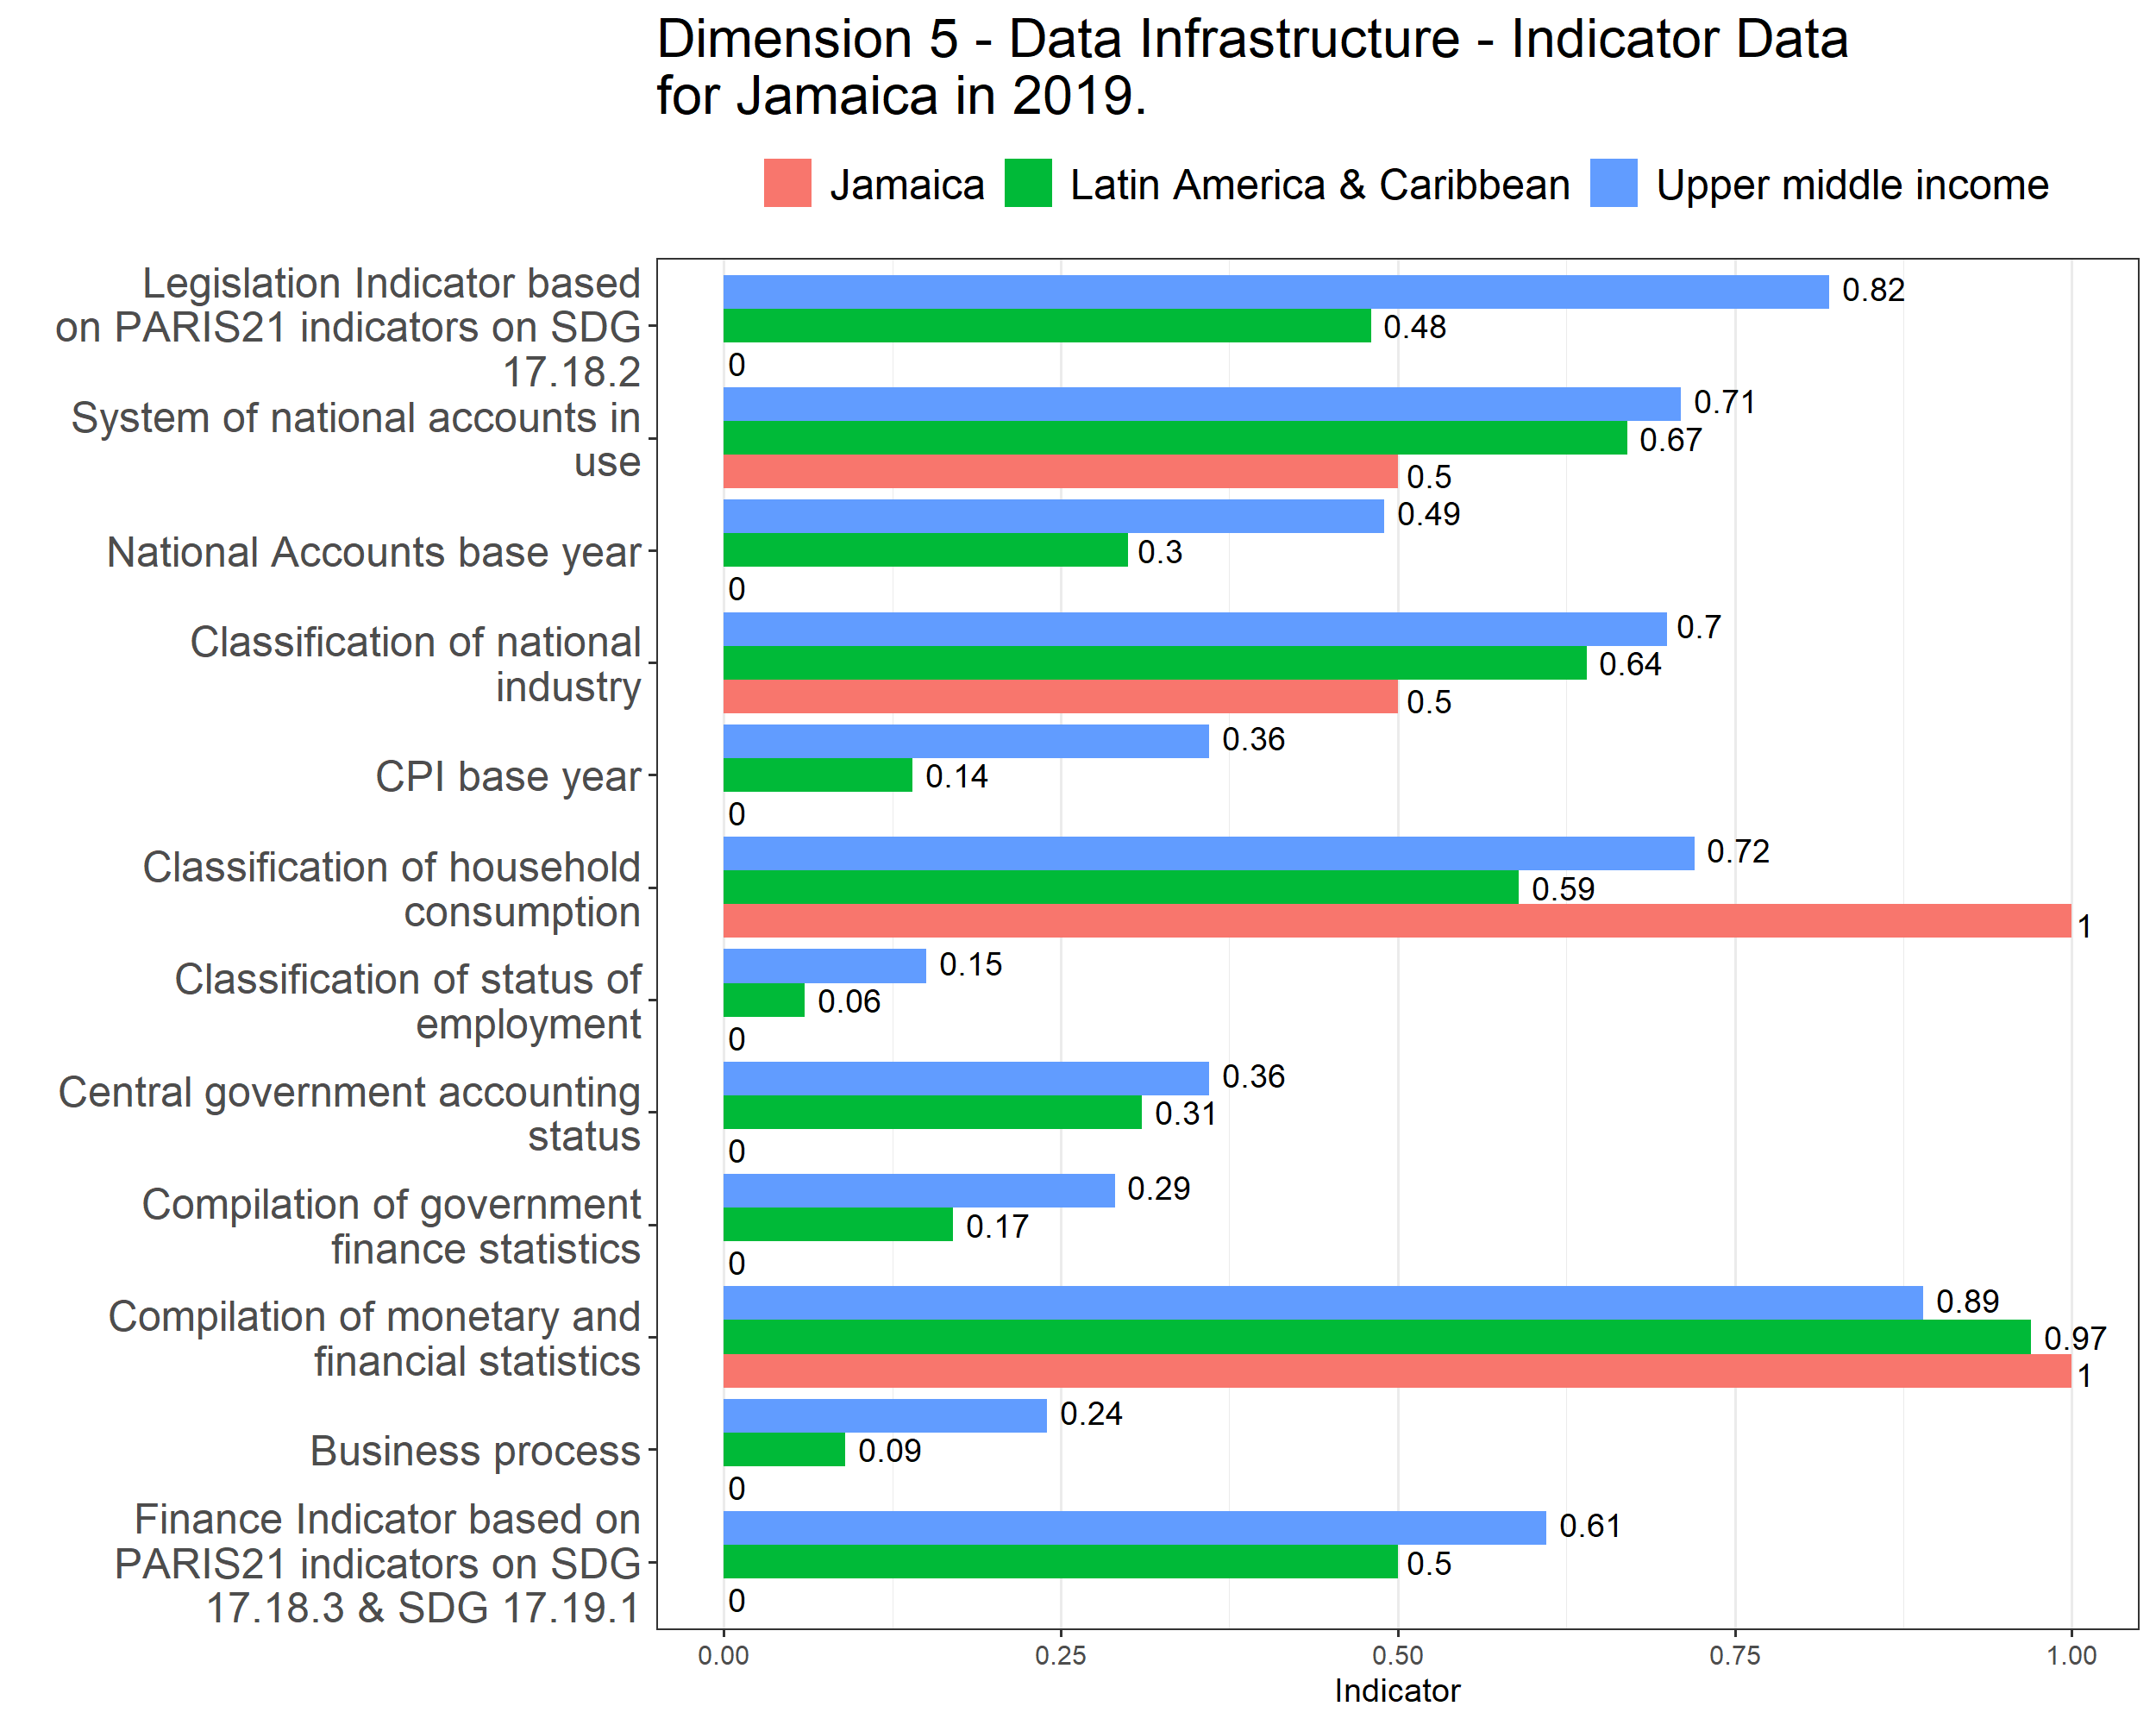 Dimension 5 - Data Infrastructure - Indicator Data
for Jamaica in 2019.
Jamaica Latin America & Caribbean Upper middle income
Legislation Indicator based
on PARIS21 indicators on SDG
17.18.2
0.82
0.48
0
System of national accounts in
use
0.71
0.67
0.5
National Accounts base year
0.49
0.3
0
Classification of national
industry
0.7
0.64
0.5
CPI base year
0.36
0.14
0
Classification of household
consumption
0.72
0.59
1
Classification of status of
employment
0.15
0.06
0
Central government accounting
status
0.36
0.31
0
Compilation of government
finance statistics
0.29
0.17
0
Compilation of monetary and
financial statistics
0.89
0.97
1
Business process
0.24
0.09
0
Finance Indicator based on
PARIS21 indicators on SDG
17.18.3 & SDG 17.19.1
0.61
0.5
0
0.00 0.25 0.50 0.75 1.00
Indicator